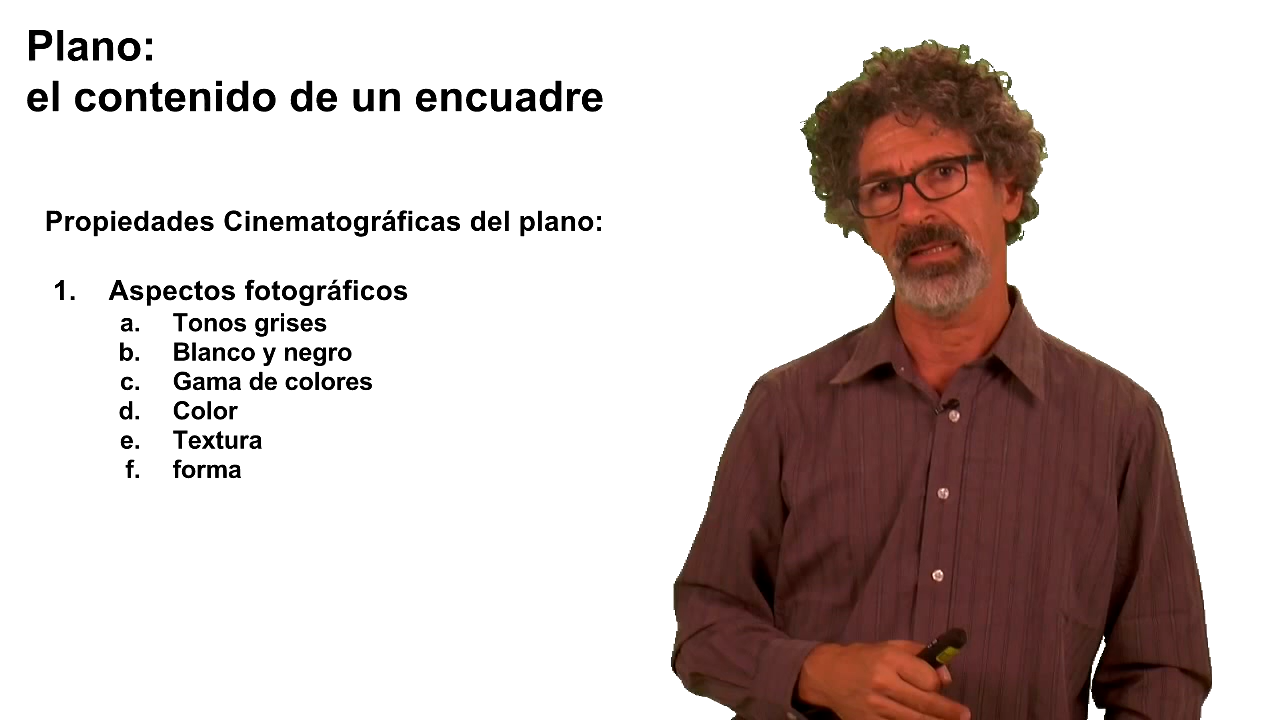 Plano:
el contenido de un encuadre
Propiedades Cinematográficas del plano:
1. Aspectos fotográficos
a. Tonos grises
b. Blanco y negro
c. Gama de colores
d. Color
e. Textura
f. forma